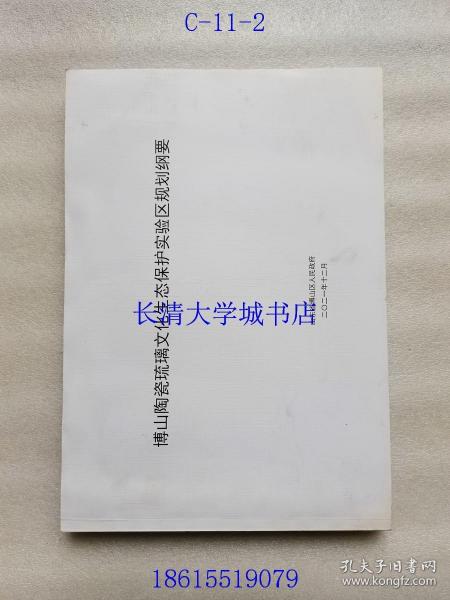 C-11-2
博山陶瓷琉璃文化生态保护实验区规划纲要
博山区人民政府
二〇二一年十二月
长清大学城书店
18615519079
孔夫子旧书网
www.kongfz.com